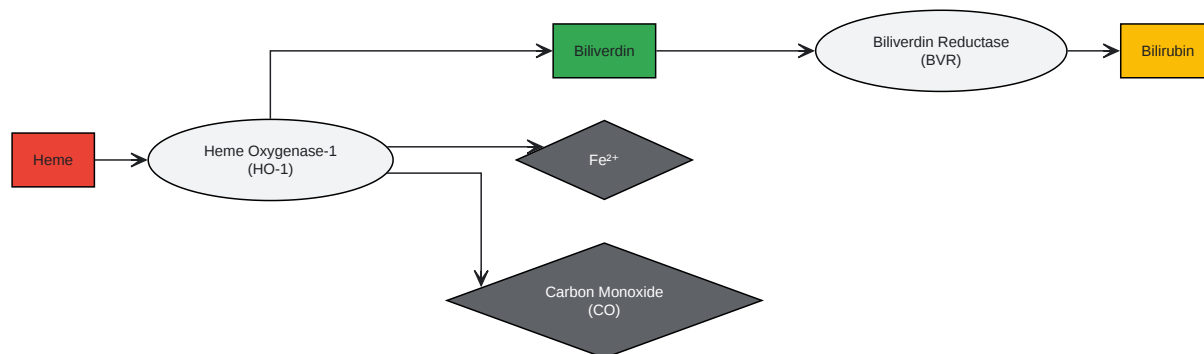 Biliverdin
Biliverdin Reductase
(BVR)
Bilirubin
Heme
Heme Oxygenase-1
(HO-1)
Fe²⁺
Carbon Monoxide
(CO)